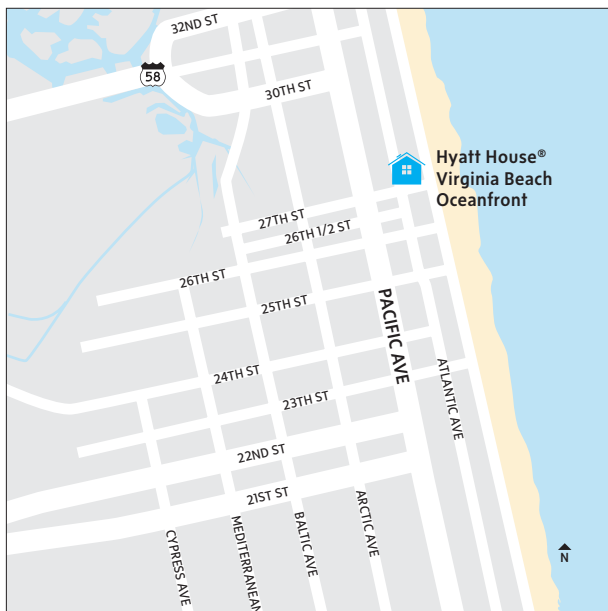 32ND ST
58
30TH ST
Hyatt House®
Virginia Beach
Oceanfront
27TH ST
26TH 1/2 ST
26TH ST
25TH ST
PACIFIC AVE
24TH ST
ATLANTIC AVE
23TH ST
22ND ST
21ST ST
CYPRESS AVE
MEDITERRANEAN
BALTIC AVE
ARCTIC AVE
N